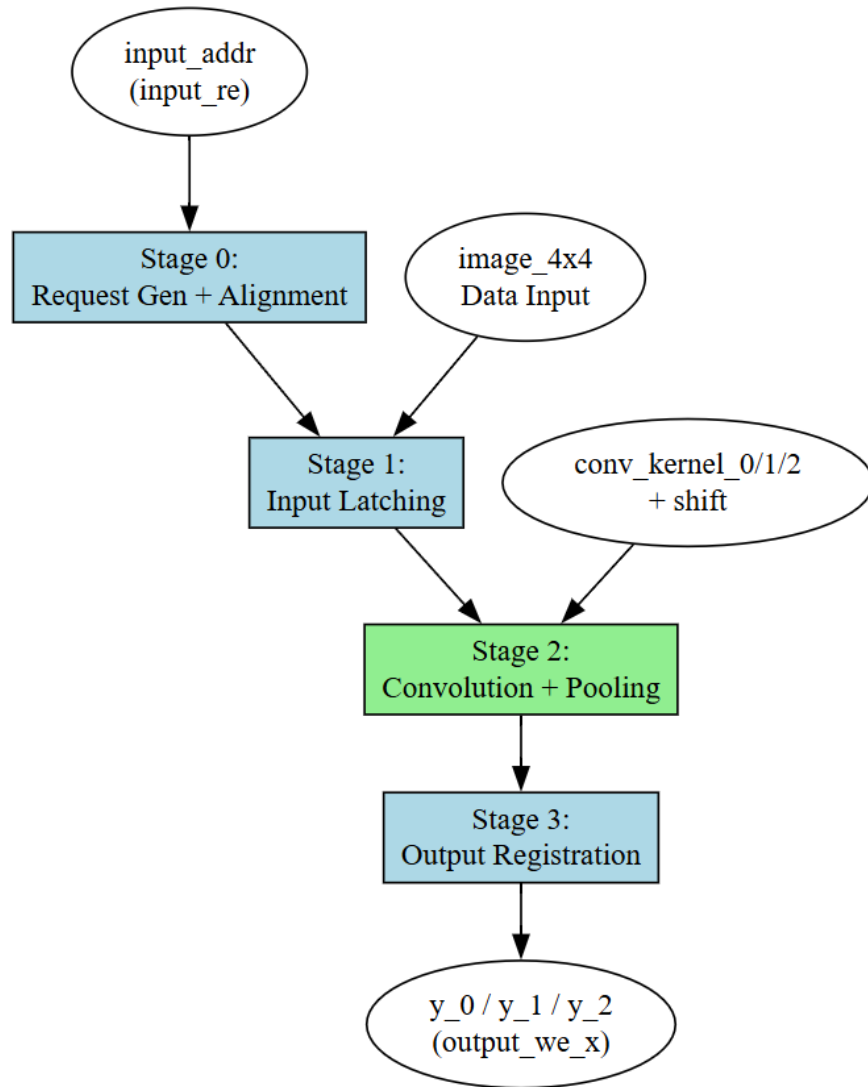 input_addr
(input_re)
Stage 0:
Request Gen + Alignment
image_4x4
Data Input
Stage 1:
Input Latching
conv_kernel_0/1/2
+ shift
Stage 2:
Convolution + Pooling
Stage 3:
Output Registration
y_0 / y_1 / y_2
(output_we_x)